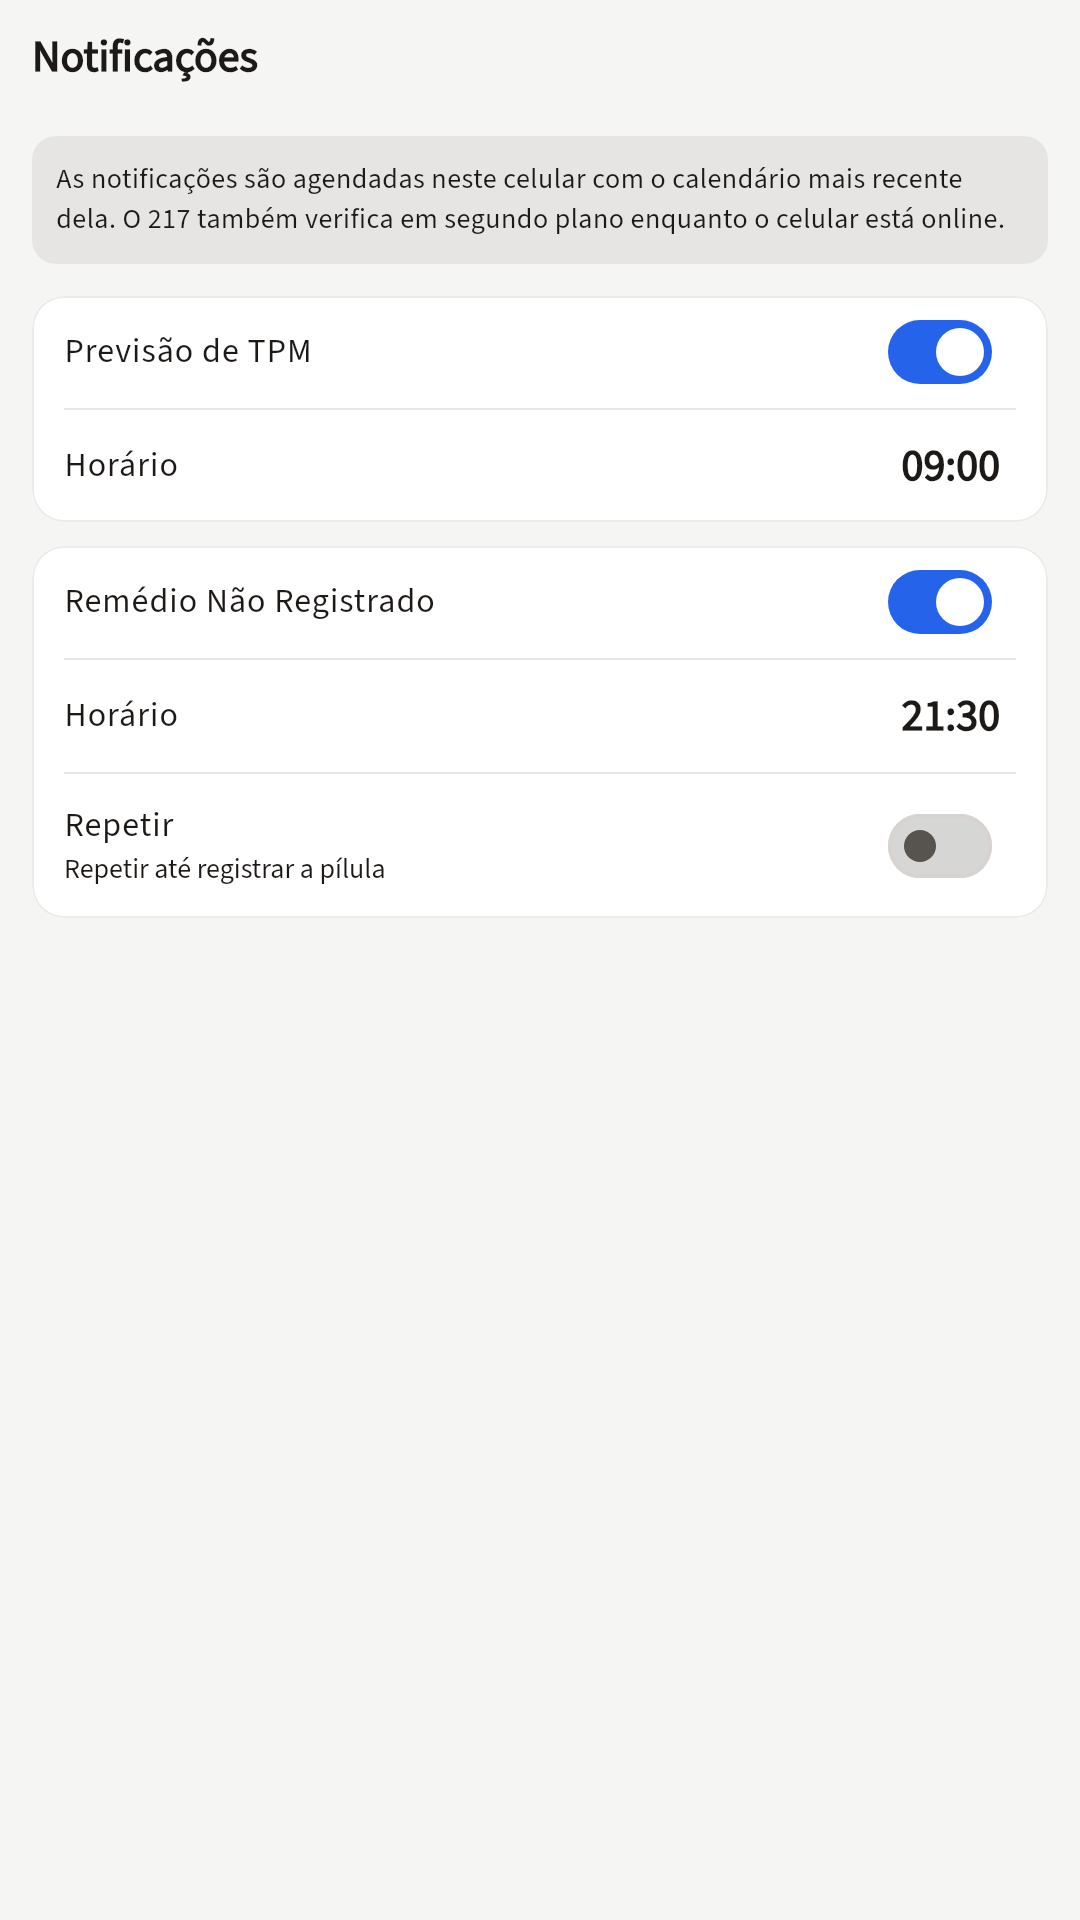 Notificações
As notificações são agendadas neste celular com o calendário mais recente
dela. O 217 também verifica em segundo plano enquanto o celular está online.
Previsão de TPM
Horário 09:00
Remédio Não Registrado
Horário 21:30
Repetir
Repetir até registrar a pílula